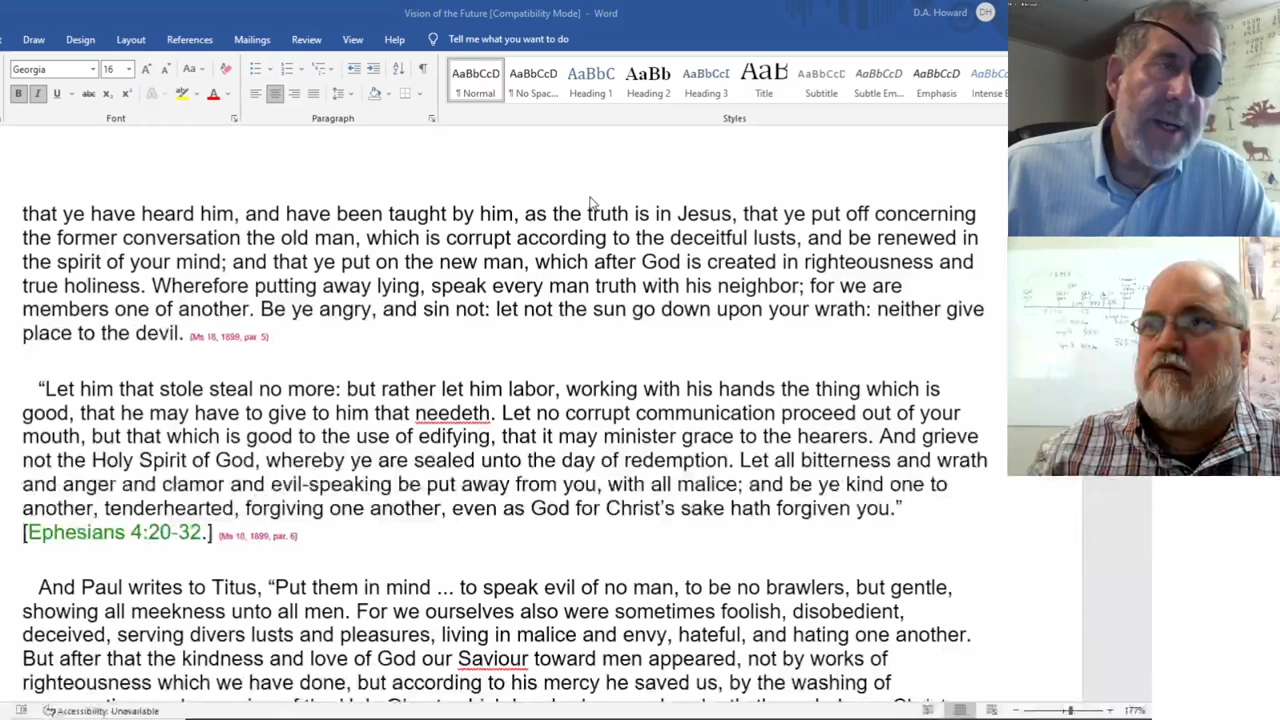 Vision of the Future [Compatibility Mode] - Word
D.A. Howard DH
Draw Design Layout References Mailings Review View Help Tell me what you want to do
Georgia 16 A A Aa A
B I U abc x₂ x² A A
AaBbCcD AaBbCcD AaBbC AaBb AaBbCcI AaB AaBbCcD AaBbCcD AaBbCcD AaBbC
¶ Normal ¶ No Spac... Heading 1 Heading 2 Heading 3 Title Subtitle Subtle Em... Emphasis Intense E
Font Paragraph Styles
that ye have heard him, and have been taught by him, as the truth is in Jesus, that ye put off concerning
the former conversation the old man, which is corrupt according to the deceitful lusts, and be renewed in
the spirit of your mind; and that ye put on the new man, which after God is created in righteousness and
true holiness. Wherefore putting away lying, speak every man truth with his neighbor; for we are
members one of another. Be ye angry, and sin not: let not the sun go down upon your wrath: neither give
place to the devil. {Ms 18, 1899, par. 5}
“Let him that stole steal no more: but rather let him labor, working with his hands the thing which is
good, that he may have to give to him that needeth. Let no corrupt communication proceed out of your
mouth, but that which is good to the use of edifying, that it may minister grace to the hearers. And grieve
not the Holy Spirit of God, whereby ye are sealed unto the day of redemption. Let all bitterness and wrath
and anger and clamor and evil-speaking be put away from you, with all malice; and be ye kind one to
another, tenderhearted, forgiving one another, even as God for Christ’s sake hath forgiven you.”
[Ephesians 4:20-32.] {Ms 18, 1899, par. 6}
And Paul writes to Titus, “Put them in mind ... to speak evil of no man, to be no brawlers, but gentle,
showing all meekness unto all men. For we ourselves also were sometimes foolish, disobedient,
deceived, serving divers lusts and pleasures, living in malice and envy, hateful, and hating one another.
But after that the kindness and love of God our Saviour toward men appeared, not by works of
righteousness which we have done, but according to his mercy he saved us, by the washing of
Accessibility: Unavailable
177%